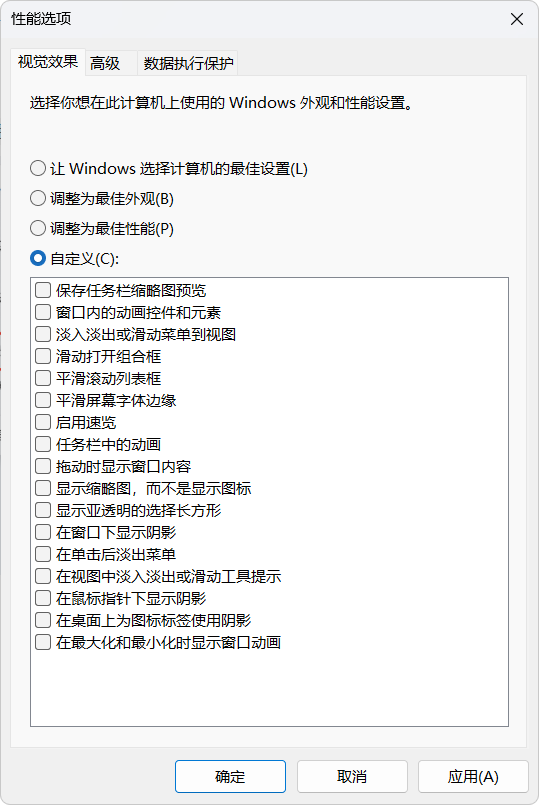 性能选项
视觉效果 高级 数据执行保护
选择你想在此计算机上使用的 Windows 外观和性能设置。
让 Windows 选择计算机的最佳设置(L)
调整为最佳外观(B)
调整为最佳性能(P)
自定义(C):
保存任务栏缩略图预览
窗口内的动画控件和元素
淡入淡出或滑动菜单到视图
滑动打开组合框
平滑滚动列表框
平滑屏幕字体边缘
启用速览
任务栏中的动画
拖动时显示窗口内容
显示缩略图，而不是显示图标
显示亚透明的选择长方形
在窗口下显示阴影
在单击后淡出菜单
在视图中淡入淡出或滑动工具提示
在鼠标指针下显示阴影
在桌面上为图标标签使用阴影
在最大化和最小化时显示窗口动画
确定 取消 应用(A)